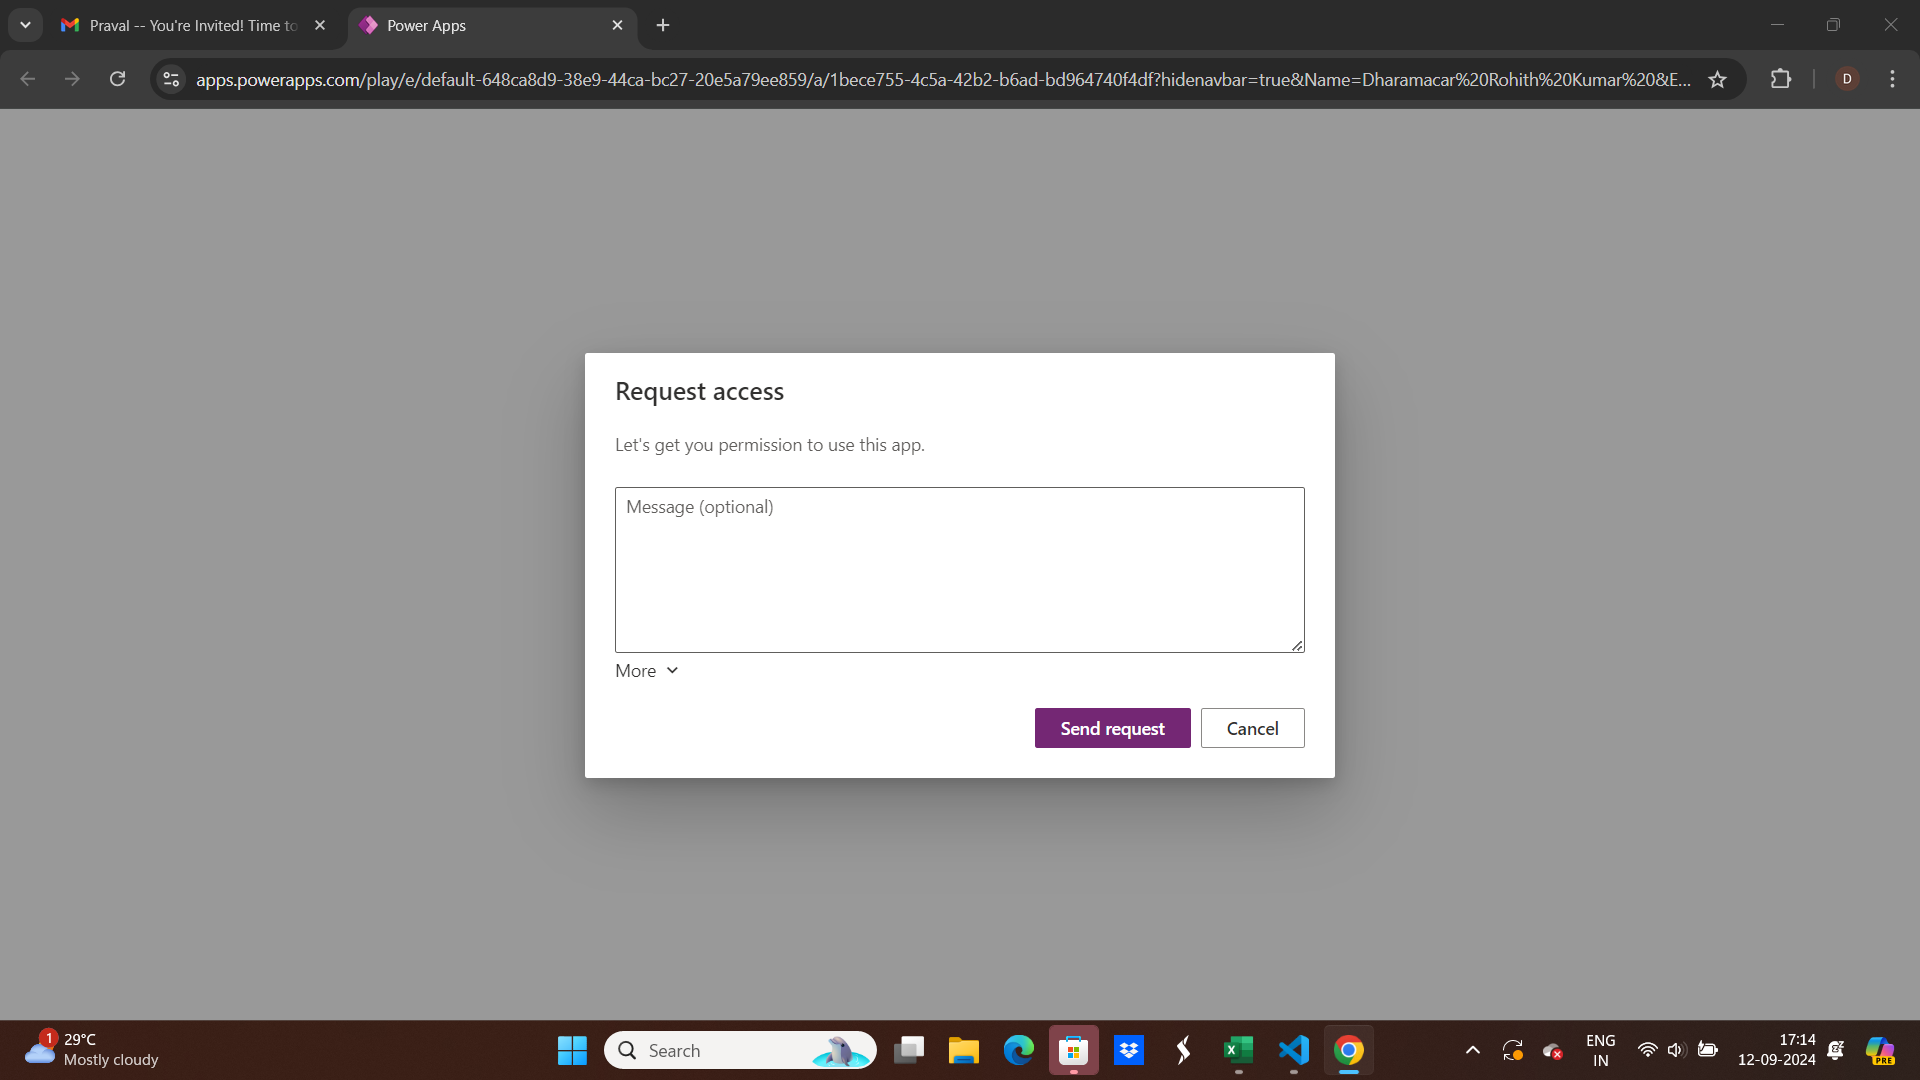 Praval -- You're Invited! Time to
Power Apps
apps.powerapps.com/play/e/default-648ca8d9-38e9-44ca-bc27-20e5a79ee859/a/1bece755-4c5a-42b2-b6ad-bd964740f4df?hidenavbar=true&Name=Dharamacar%20Rohith%20Kumar%20&E...
D
Request access
Let's get you permission to use this app.
Message (optional)
More
Send request
Cancel
1
29°C
Mostly cloudy
Search
ENG
IN
17:14
12-09-2024
PRE